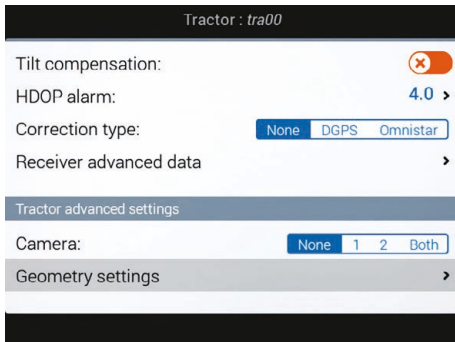 Tractor : tra00
Tilt compensation:
HDOP alarm: 4.0 >
Correction type: None DGPS Omnistar
Receiver advanced data >
Tractor advanced settings
Camera: None 1 2 Both
Geometry settings >